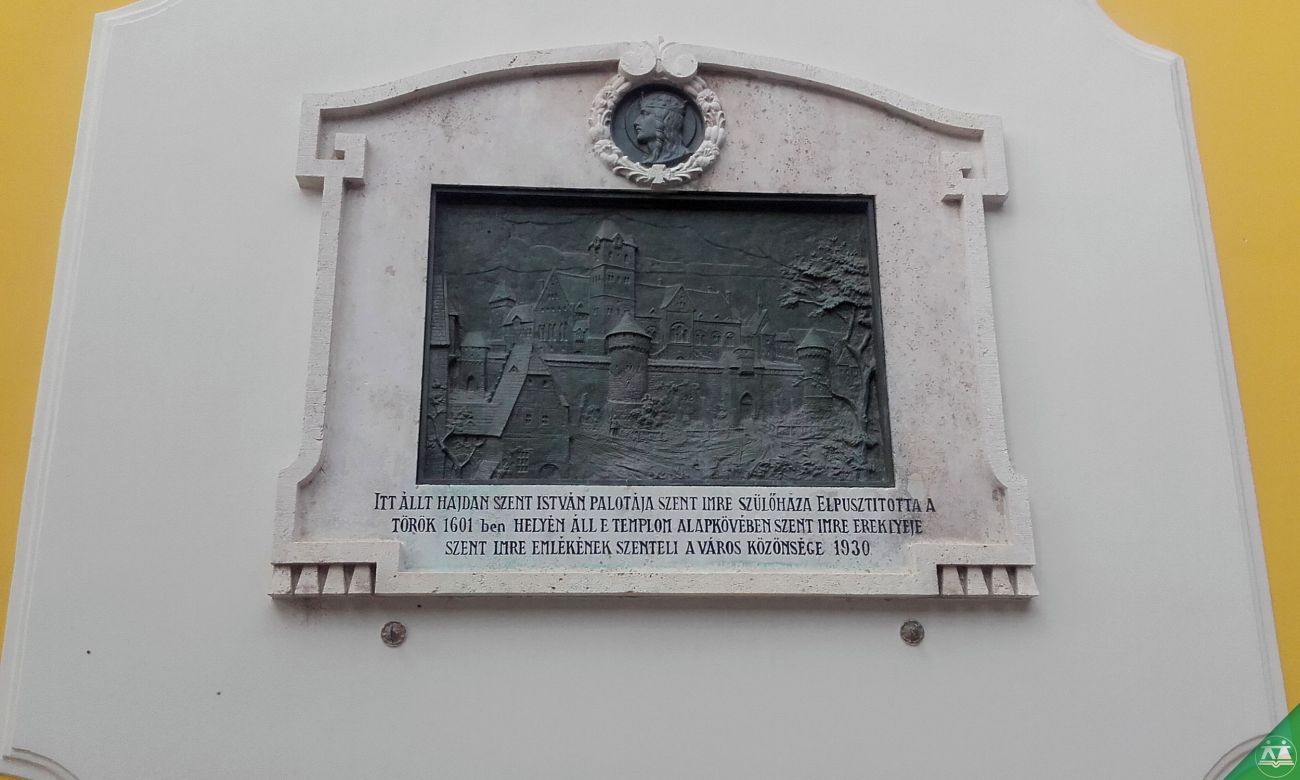 ITT ÁLLT HAJDAN SZENT ISTVÁN PALOTÁJA SZENT IMRE SZÜLŐHÁZA ELPUSZTITOTTA A
TÖRÖK 1601 ben HELYÉN ÁLL E TEMPLOM ALAPKÖVÉBEN SZENT IMRE EREKLYEJE
SZENT IMRE EMLÉKÉNEK SZENTELI A VÁROS KÖZÖNSÉGE 1930